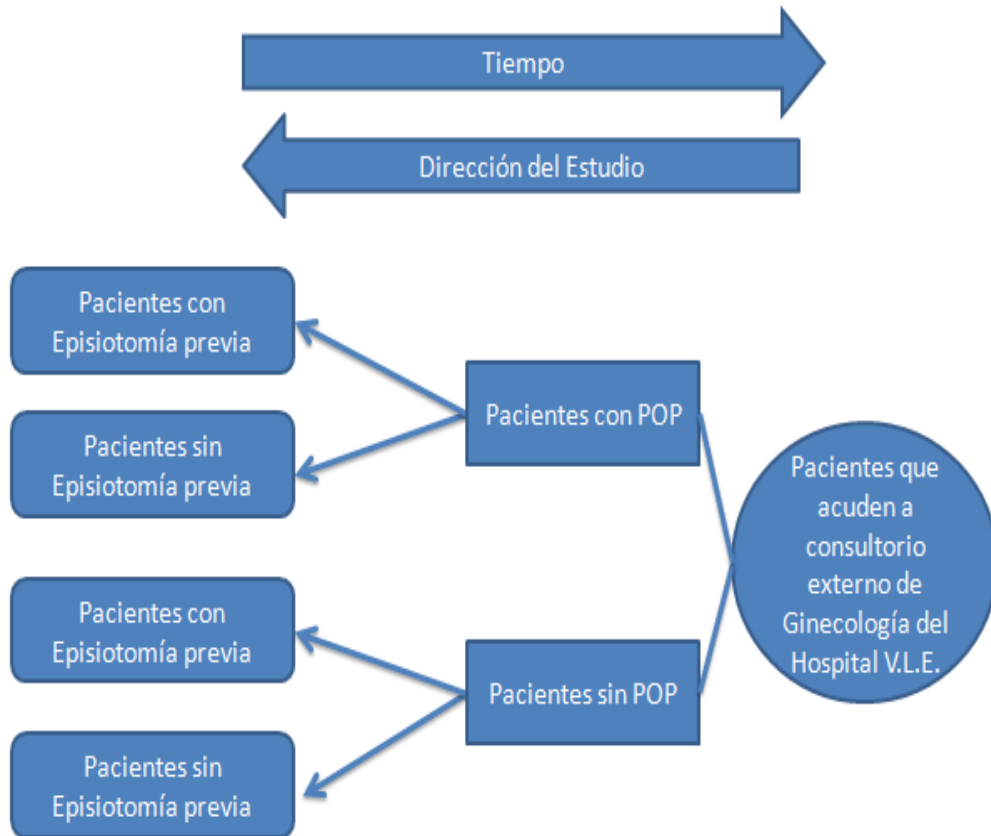 Tiempo
Dirección del Estudio
Pacientes con
Episiotomía previa
Pacientes sin
Episiotomía previa
Pacientes con POP
Pacientes que
acuden a
consultorio
externo de
Ginecología del
Hospital V.L.E.
Pacientes con
Episiotomía previa
Pacientes sin POP
Pacientes sin
Episiotomía previa